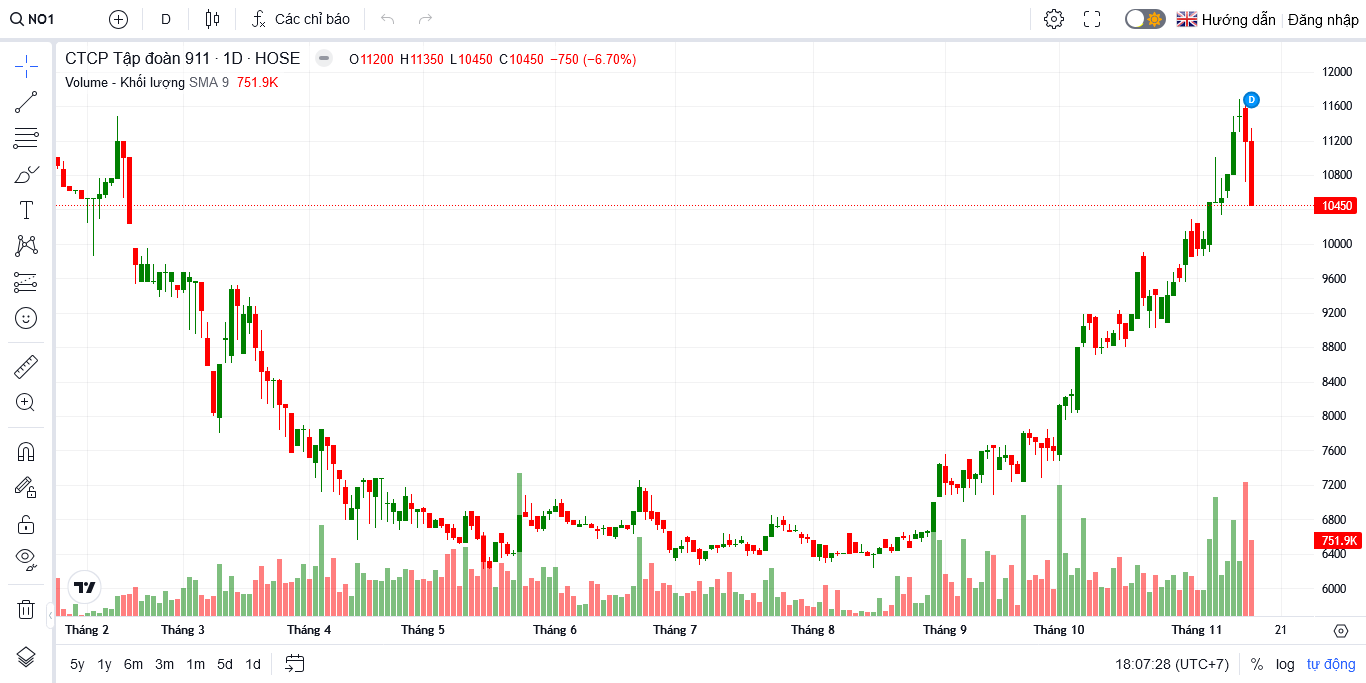 NO1 D Các chỉ báo Hướng dẫn Đăng nhập
CTCP Tập đoàn 911 · 1D · HOSE O11200 H11350 L10450 C10450 −750 (−6.70%)
Volume - Khối lượng SMA 9 751.9K
D
12000
11600
11200
10800
10450
10000
9600
9200
8800
8400
8000
7600
7200
6800
751.9K
6400
6000
Tháng 2 Tháng 3 Tháng 4 Tháng 5 Tháng 6 Tháng 7 Tháng 8 Tháng 9 Tháng 10 Tháng 11 21
5y 1y 6m 3m 1m 5d 1d 18:07:28 (UTC+7) % log tự động